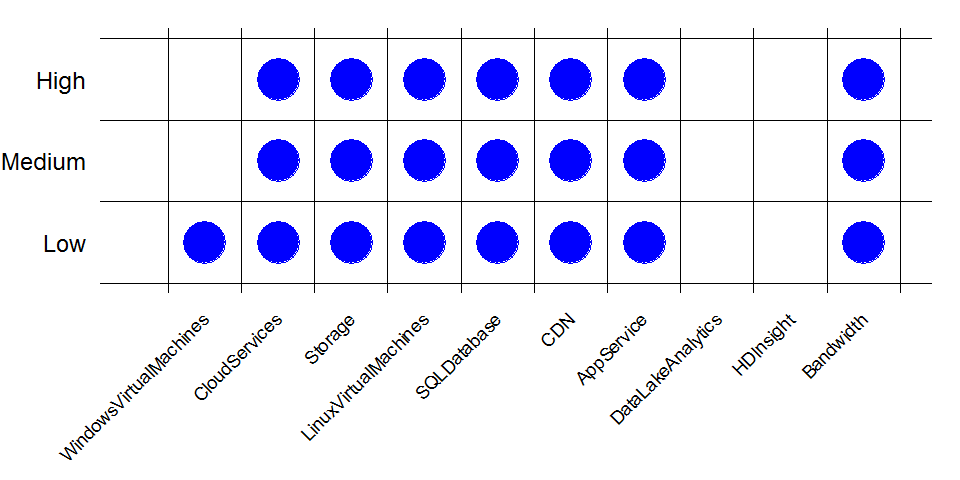 High
Medium
Low
WindowsVirtualMachines
CloudServices
Storage
LinuxVirtualMachines
SQLDatabase
CDN
AppService
DataLakeAnalytics
HDInsight
Bandwidth